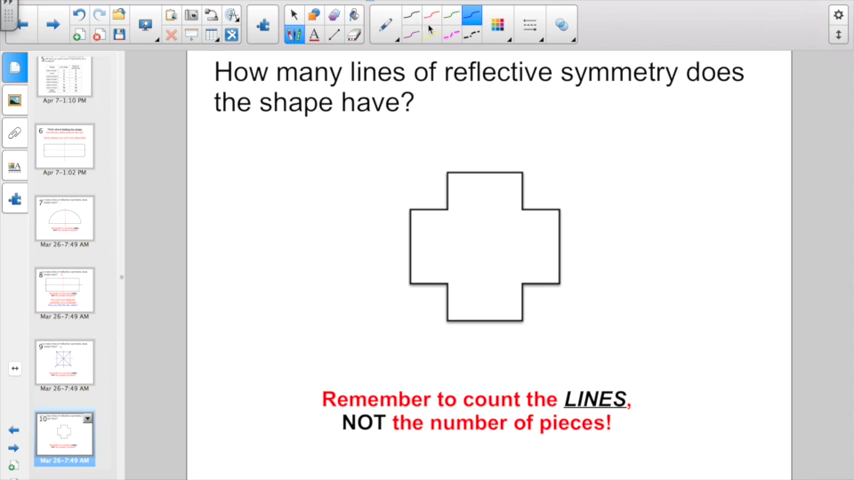 How many lines of reflective symmetry does
the shape have?
Remember to count the LINES,
NOT the number of pieces!
Apr 7-1:10 PM
6
Apr 7-1:02 PM
7
Mar 26-7:49 AM
8
Mar 26-7:49 AM
9
Mar 26-7:49 AM
10
Mar 26-7:49 AM